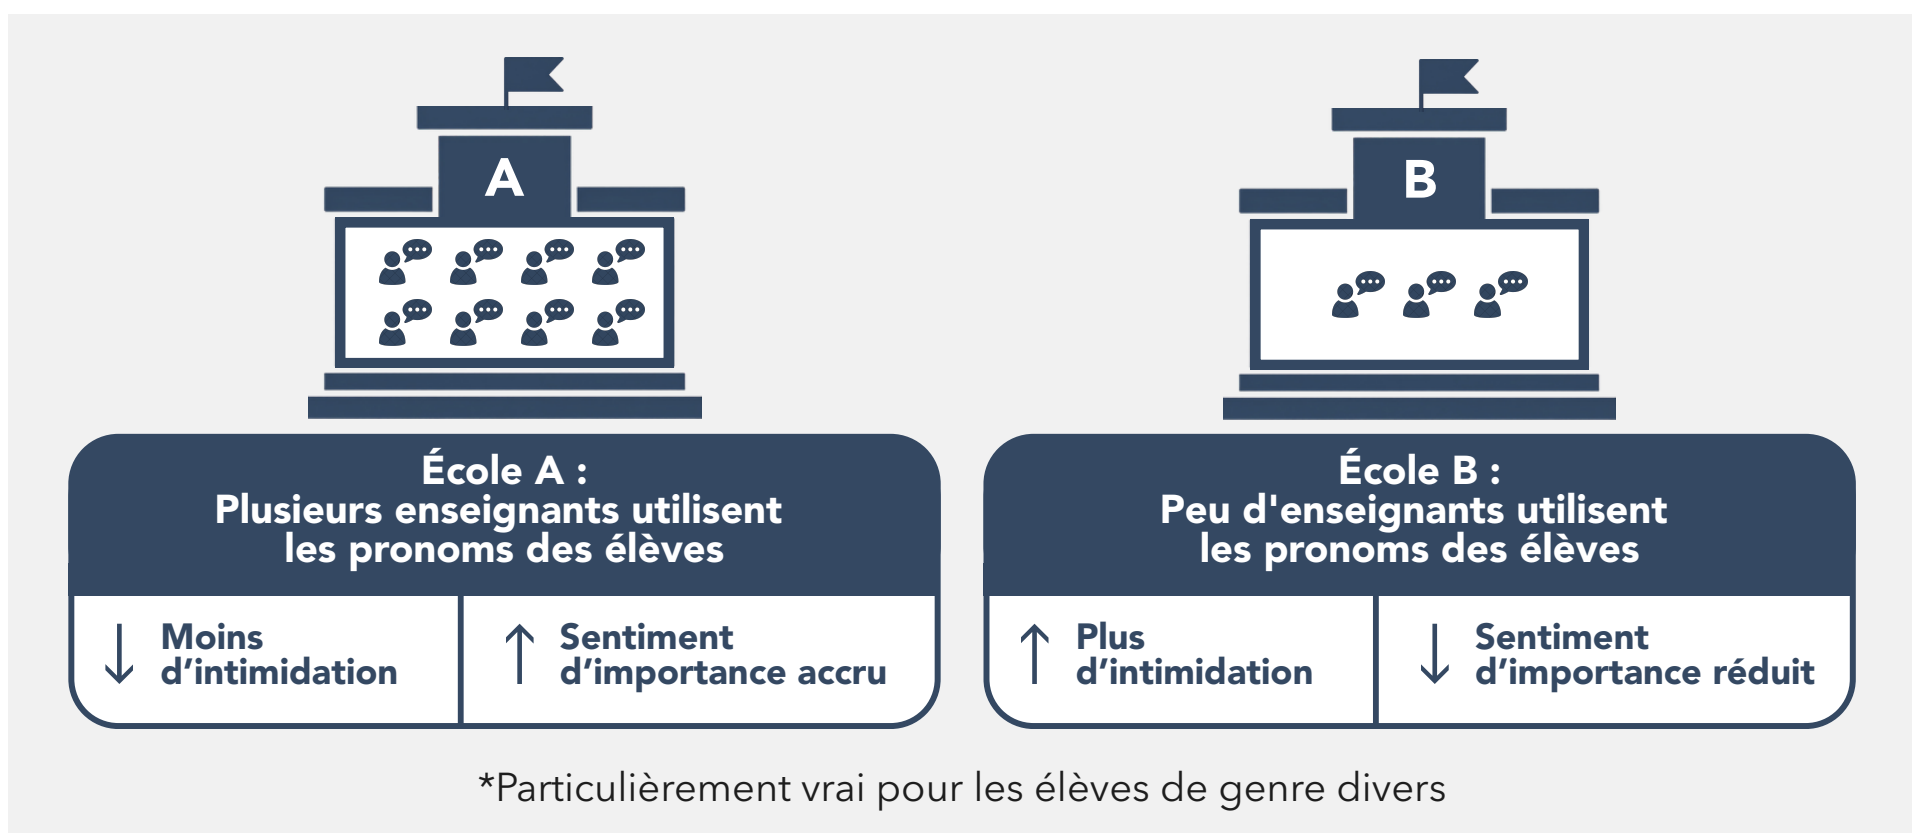 A
B
École A :
Plusieurs enseignants utilisent
les pronoms des élèves
Moins
d’intimidation
Sentiment
d’importance accru
École B :
Peu d'enseignants utilisent
les pronoms des élèves
Plus
d’intimidation
Sentiment
d’importance réduit
*Particulièrement vrai pour les élèves de genre divers